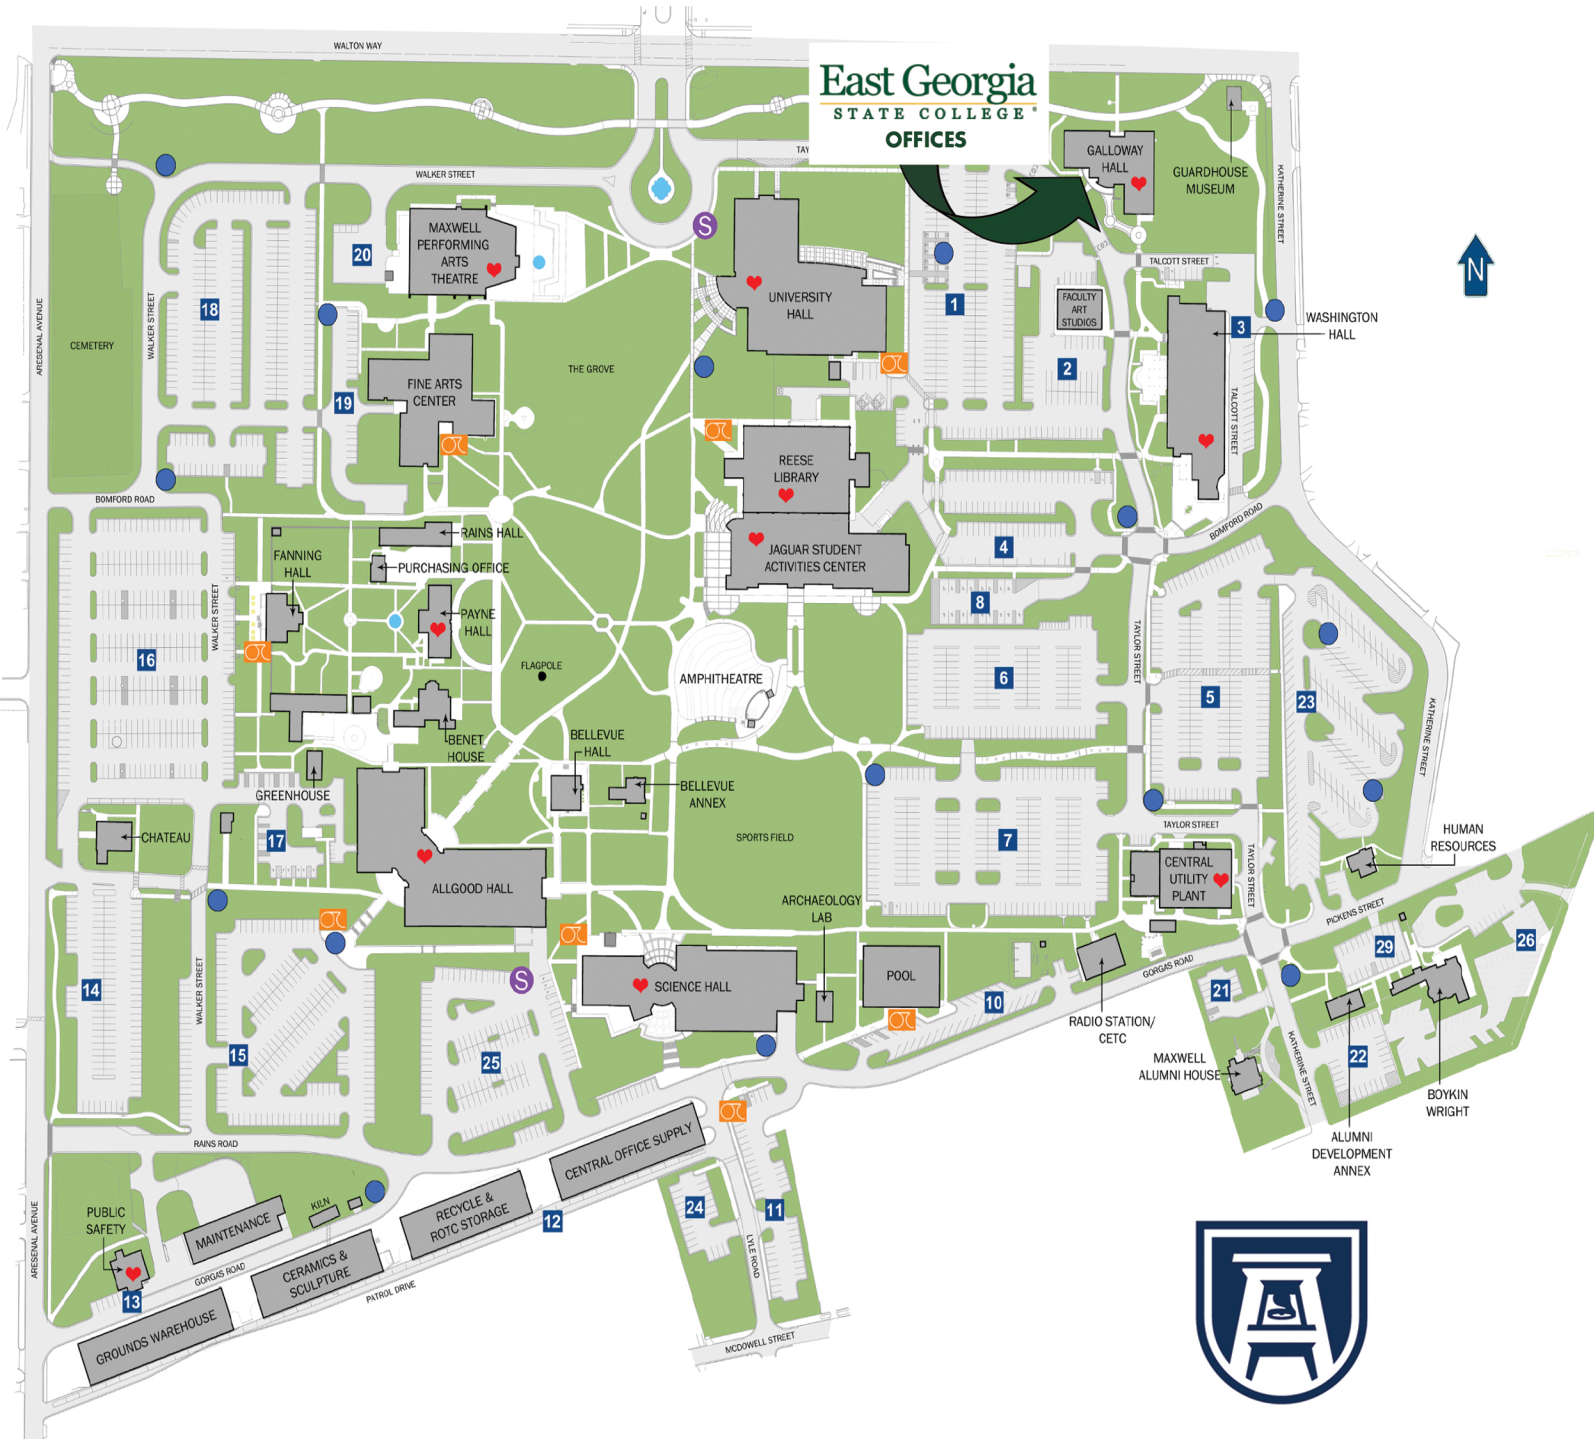 WALTON WAY
East Georgia
STATE COLLEGE
OFFICES
TAY
WALKER STREET
GALLOWAY
HALL
GUARDHOUSE
MUSEUM
KATHERINE STREET
N
MAXWELL
PERFORMING
ARTS
THEATRE
20
S
UNIVERSITY
HALL
1
TALCOTT STREET
FACULTY
ART
STUDIOS
2
3
WASHINGTON
HALL
TALCOTT STREET
ARESENAL AVENUE
CEMETERY
WALKER STREET
18
19
FINE ARTS
CENTER
THE GROVE
REESE
LIBRARY
JAGUAR STUDENT
ACTIVITIES CENTER
4
8
BOMFORD ROAD
BOMFORD ROAD
RAINS HALL
FANNING
HALL
PURCHASING OFFICE
PAYNE
HALL
WALKER STREET
16
FLAGPOLE
AMPHITHEATRE
6
TAYLOR STREET
5
23
KATHERINE STREET
BENET
HOUSE
BELLEVUE
HALL
BELLEVUE
ANNEX
GREENHOUSE
CHATEAU
17
ALLGOOD HALL
SPORTS FIELD
7
TAYLOR STREET
TAYLOR STREET
CENTRAL
UTILITY
PLANT
HUMAN
RESOURCES
PICKENS STREET
ARCHAEOLOGY
LAB
14
WALKER STREET
15
S
25
SCIENCE HALL
POOL
10
GORGAS ROAD
RADIO STATION/
CETC
21
29
26
22
MAXWELL
ALUMNI HOUSE
KATHERINE STREET
BOYKIN
WRIGHT
ALUMNI
DEVELOPMENT
ANNEX
RAINS ROAD
ARESENAL AVENUE
PUBLIC
SAFETY
13
MAINTENANCE
KILN
GORGAS ROAD
GROUNDS WAREHOUSE
CERAMICS &
SCULPTURE
PATROL DRIVE
RECYCLE &
ROTC STORAGE
12
CENTRAL OFFICE SUPPLY
24
11
LYLE ROAD
MCDOWELL STREET